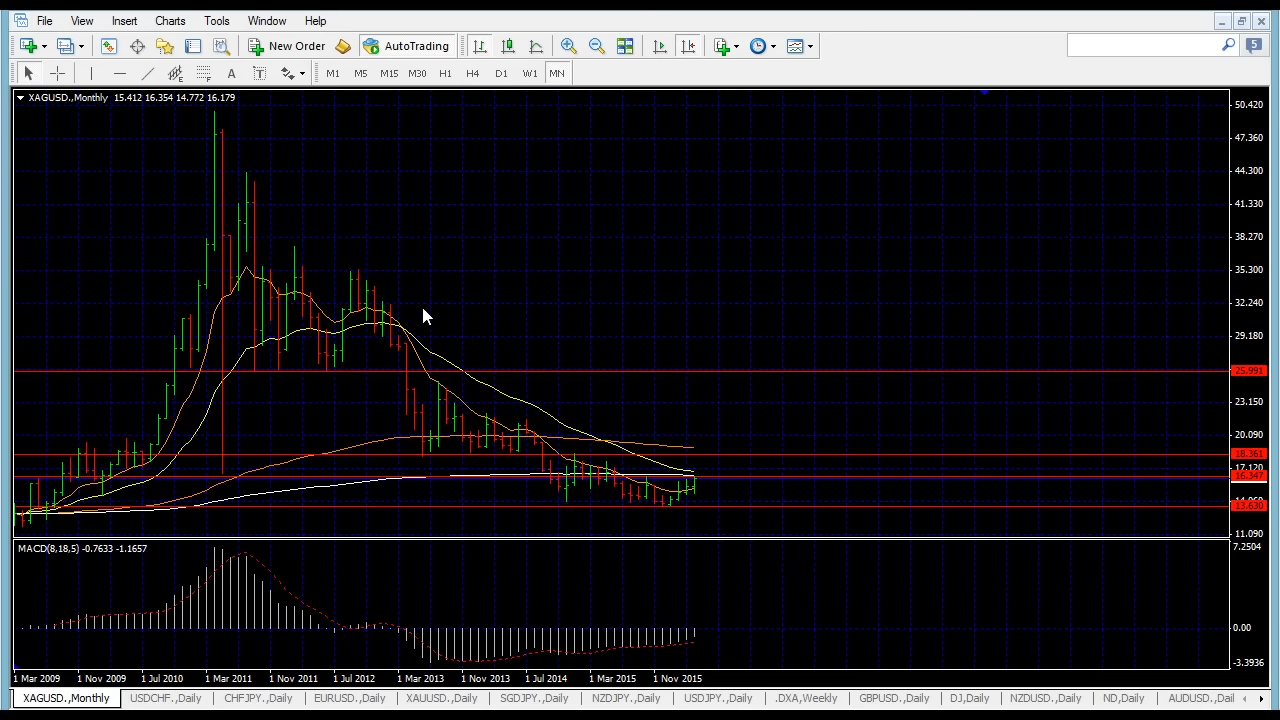 File View Insert Charts Tools Window Help
New Order AutoTrading 5
A T M1 M5 M15 M30 H1 H4 D1 W1 MN
XAGUSD.,Monthly 15.412 16.354 14.772 16.179
50.420
47.360
44.300
41.330
38.270
35.300
32.240
29.180
25.991
23.150
20.090
18.361
17.120
16.347
13.630
11.090
MACD(8,18,5) -0.7633 -1.1657
7.2504
0.00
-3.3936
1 Mar 2009 1 Nov 2009 1 Jul 2010 1 Mar 2011 1 Nov 2011 1 Jul 2012 1 Mar 2013 1 Nov 2013 1 Jul 2014 1 Mar 2015 1 Nov 2015
XAGUSD.,Monthly USDCHF.,Daily CHFJPY.,Daily EURUSD.,Daily XAUUSD.,Daily SGDJPY.,Daily NZDJPY.,Daily USDJPY.,Daily .DXA,Weekly GBPUSD.,Daily DJ,Daily NZDUSD.,Daily ND,Daily AUDUSD.,Dail